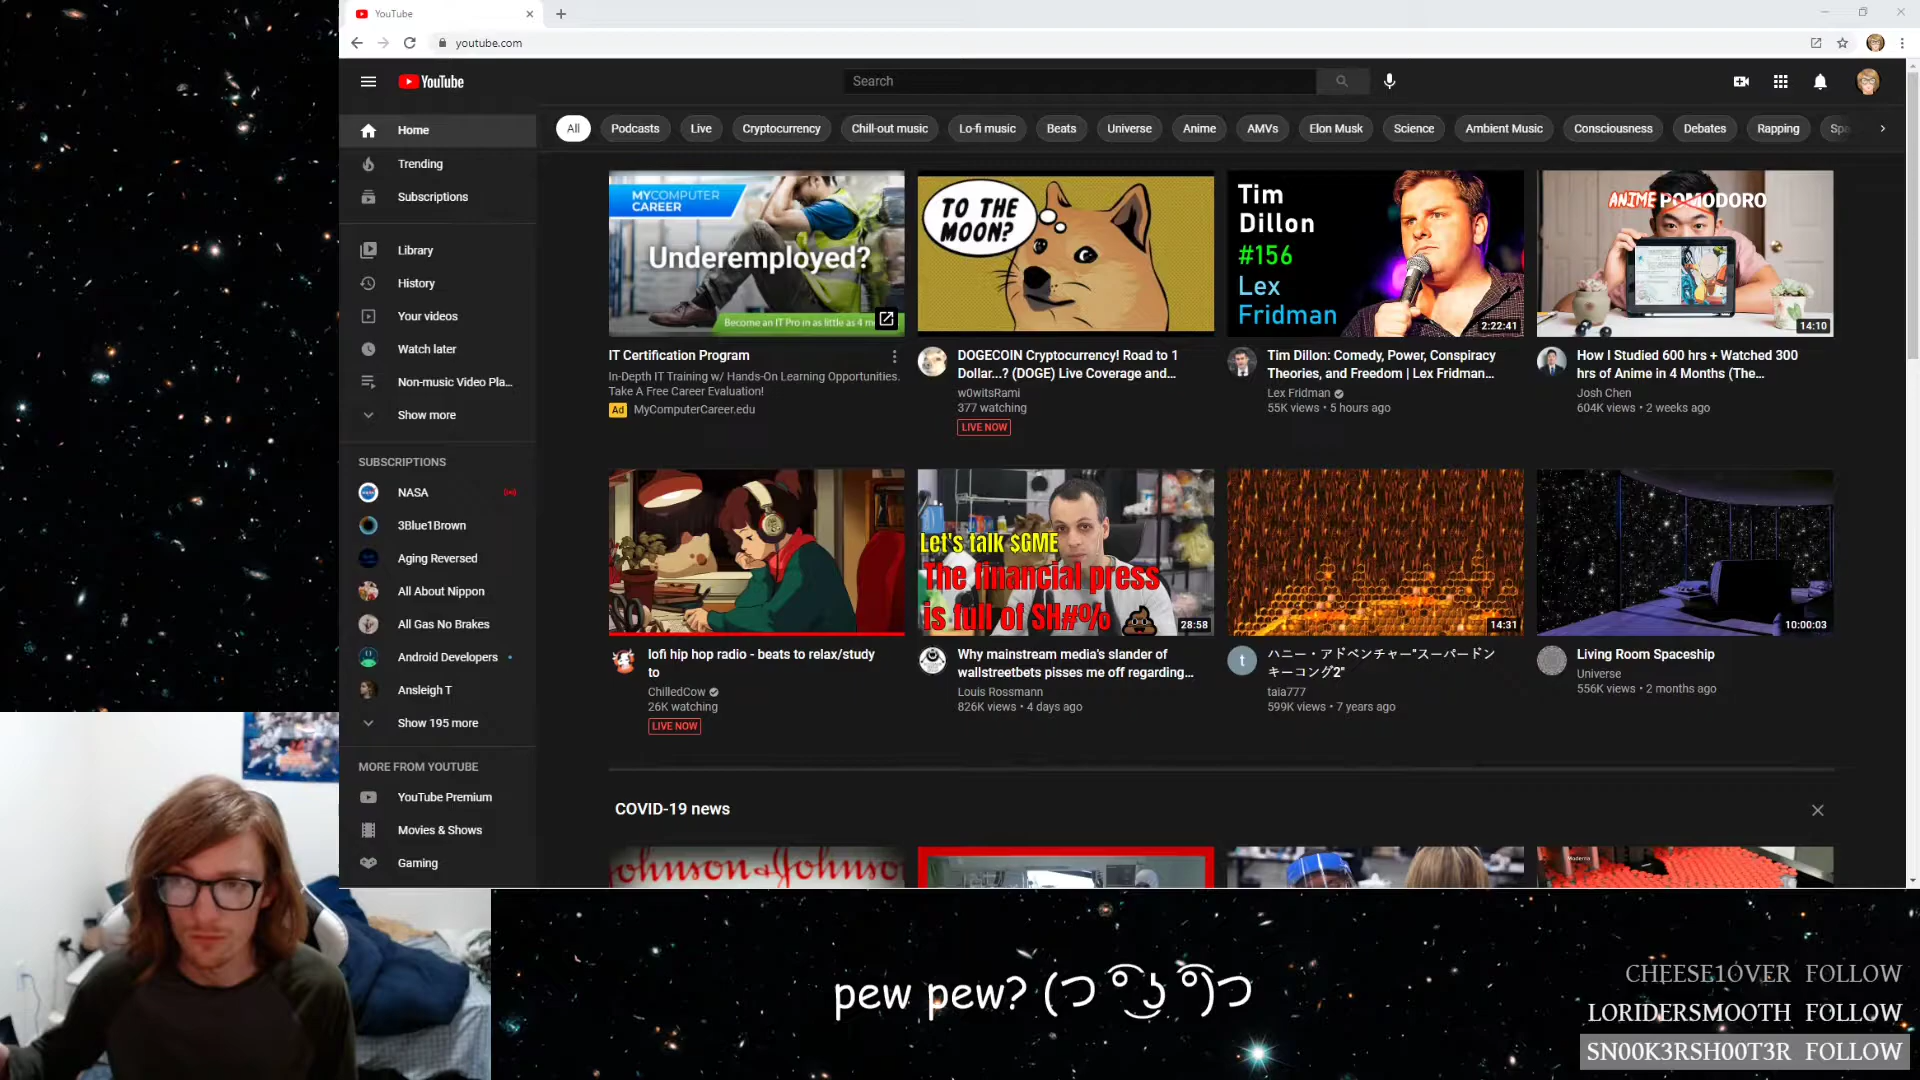 YouTube
youtube.com
YouTube
Search
Home
Trending
Subscriptions
Library
History
Your videos
Watch later
Non-music Video Pla...
Show more
SUBSCRIPTIONS
NASA
3Blue1Brown
Aging Reversed
All About Nippon
All Gas No Brakes
Android Developers
Ansleigh T
Show 195 more
MORE FROM YOUTUBE
YouTube Premium
Movies & Shows
Gaming
All
Podcasts
Live
Cryptocurrency
Chill-out music
Lo-fi music
Beats
Universe
Anime
AMVs
Elon Musk
Science
Ambient Music
Consciousness
Debates
Rapping
Spa
MYCOMPUTER
CAREER
Underemployed?
Become an IT Pro in as little as 4 m
IT Certification Program
In-Depth IT Training w/ Hands-On Learning Opportunities.
Take A Free Career Evaluation!
Ad MyComputerCareer.edu
TO THE
MOON?
DOGECOIN Cryptocurrency! Road to 1
Dollar...? (DOGE) Live Coverage and...
w0witsRami
377 watching
LIVE NOW
Tim
Dillon
#156
Lex
Fridman
2:22:41
Tim Dillon: Comedy, Power, Conspiracy
Theories, and Freedom | Lex Fridman...
Lex Fridman
55K views • 5 hours ago
ANIME POMODORO
14:10
How I Studied 600 hrs + Watched 300
hrs of Anime in 4 Months (The...
Josh Chen
604K views • 2 weeks ago
lofi hip hop radio - beats to relax/study
to
ChilledCow
26K watching
LIVE NOW
Let's talk $GME
The financial press
is full of SH#%
28:58
Why mainstream media's slander of
wallstreetbets pisses me off regarding...
Louis Rossmann
826K views • 4 days ago
14:31
t
ハニー・アドベンチャー"スーパードン
キーコング2"
taia777
599K views • 7 years ago
10:00:03
Living Room Spaceship
Universe
556K views • 2 months ago
COVID-19 news
Johnson & Johnson
Moderna
pew pew? (つ ͡° ͜ʖ ͡°)つ
CHEESE1OVER FOLLOW
LORIDERSMOOTH FOLLOW
SN00K3RSH00T3R FOLLOW